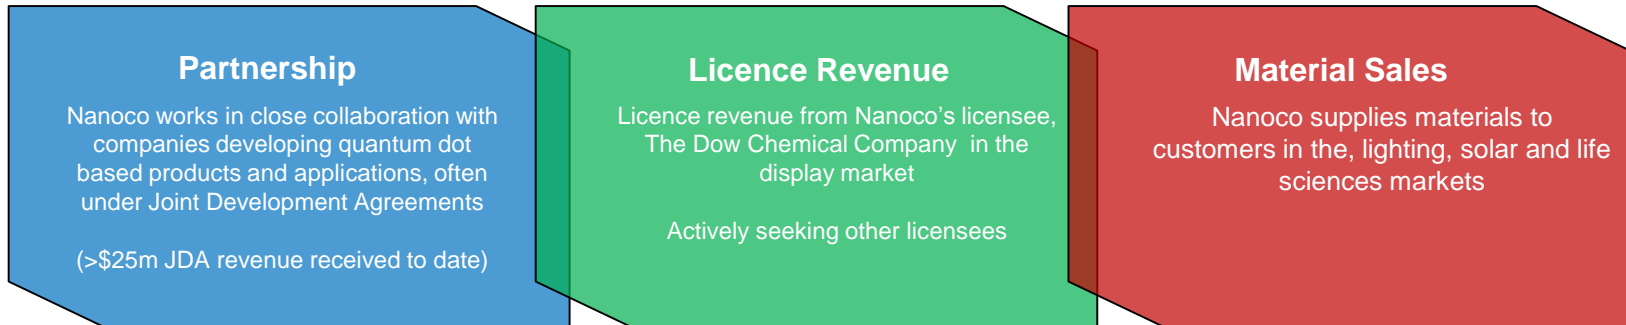 Partnership
Nanoco works in close collaboration with
companies developing quantum dot
based products and applications, often
under Joint Development Agreements
(>$25m JDA revenue received to date)
Licence Revenue
Licence revenue from Nanoco's licensee,
The Dow Chemical Company in the
display market
Actively seeking other licensees
Material Sales
Nanoco supplies materials to
customers in the, lighting, solar and life
sciences markets